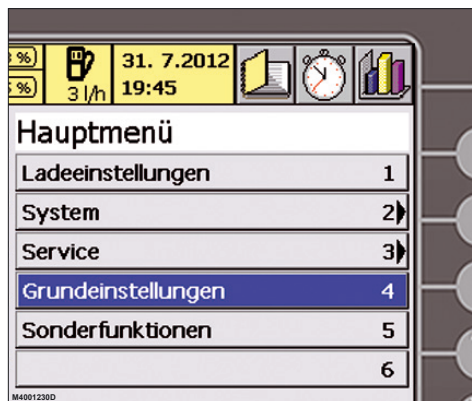 %)
31. 7.2012
%)
3 l/h
19:45
Hauptmenü
Ladeeinstellungen 1
System 2
Service 3
Grundeinstellungen 4
Sonderfunktionen 5
6
M4001230D